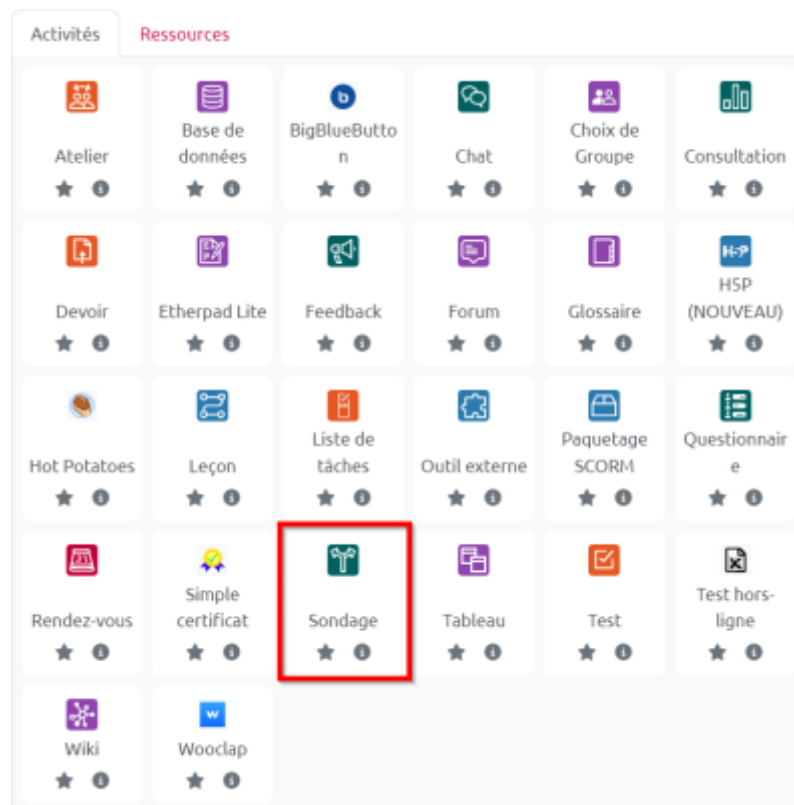 Activités Ressources
Base de BigBlueButto Choix de
Atelier données n Chat Groupe Consultation
H5P
Devoir Etherpad Lite Feedback Forum Glossaire (NOUVEAU)
Liste de Paquetage Questionnair
Hot Potatoes Leçon tâches Outil externe SCORM e
Simple Test hors-
Rendez-vous certificat Sondage Tableau Test ligne
Wiki Wooclap